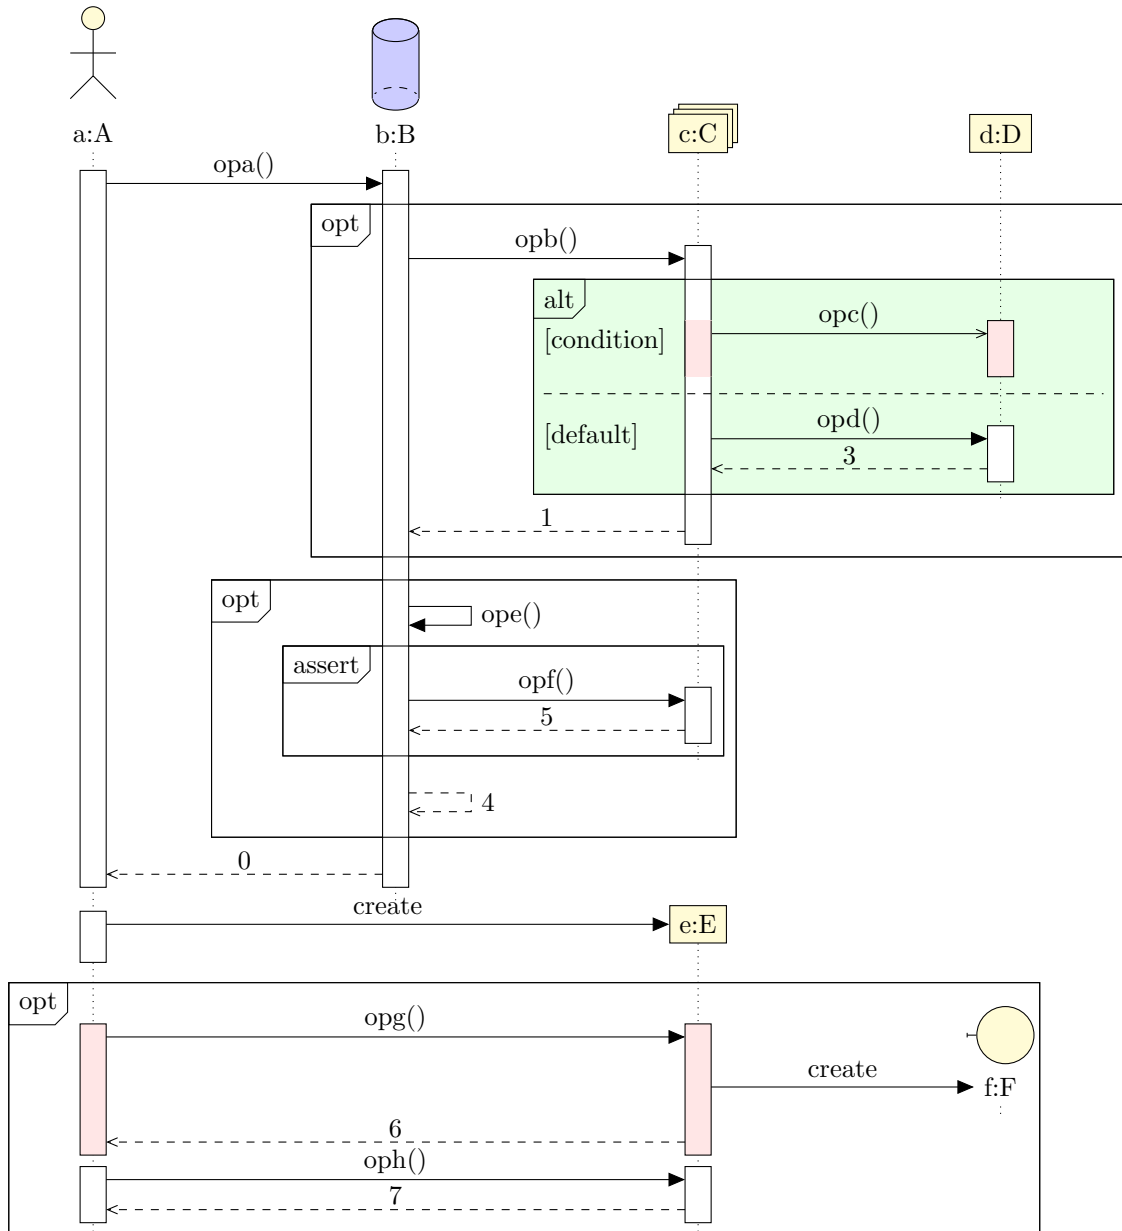 a:A
b:B
c:C
d:D
opa()
opt
opb()
alt
opc()
[condition]
opd()
[default]
3
1
opt
ope()
assert
opf()
5
4
0
create
e:E
opt
opg()
create
f:F
6
oph()
7